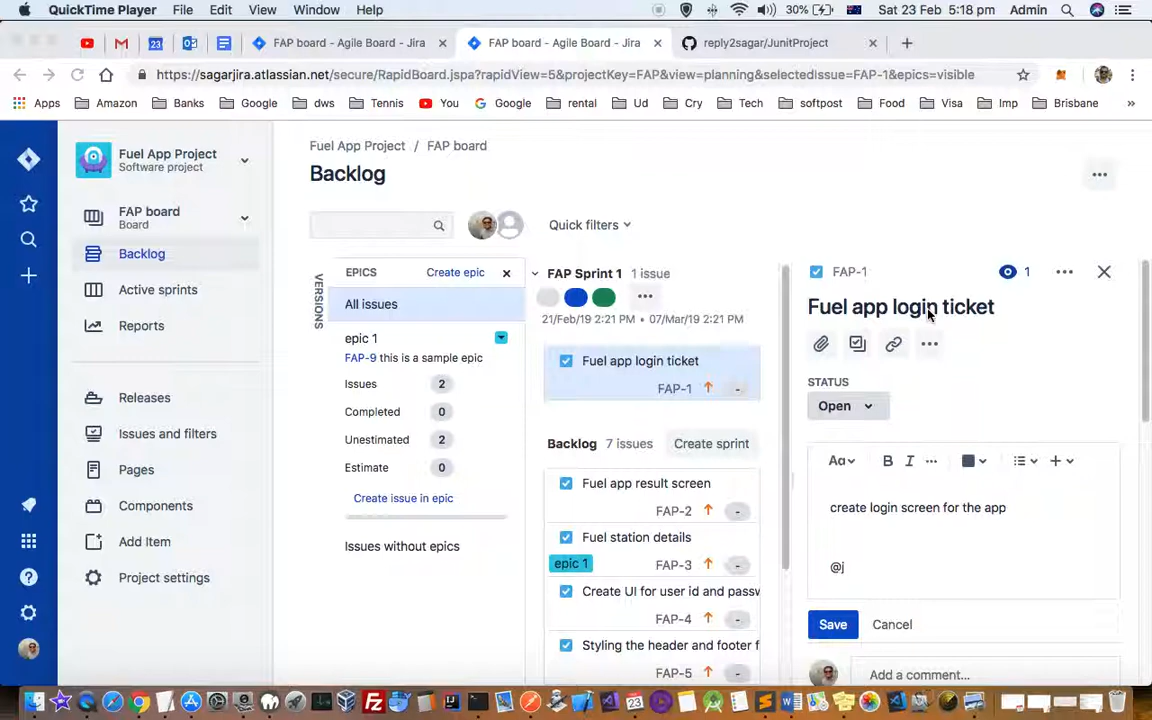 QuickTime Player File Edit View Window Help 30% Sat 23 Feb 5:18 pm Admin
FAP board - Agile Board - Jira × FAP board - Agile Board - Jira × reply2sagar/JunitProject × +
https://sagarjira.atlassian.net/secure/RapidBoard.jspa?rapidView=5&projectKey=FAP&view=planning&selectedIssue=FAP-1&epics=visible
Apps Amazon Banks Google dws Tennis You Google rental Ud Cry Tech softpost Food Visa Imp Brisbane »
Fuel App Project
Software project
FAP board
Board
Backlog
Active sprints
Reports
Releases
Issues and filters
Pages
Components
Add Item
Project settings
Fuel App Project / FAP board
Backlog
Quick filters
VERSIONS
EPICS Create epic
All issues
epic 1
FAP-9 this is a sample epic
Issues 2
Completed 0
Unestimated 2
Estimate 0
Create issue in epic
Issues without epics
FAP Sprint 1 1 issue
21/Feb/19 2:21 PM • 07/Mar/19 2:21 PM
Fuel app login ticket
FAP-1 -
Backlog 7 issues Create sprint
Fuel app result screen
FAP-2 -
Fuel station details
epic 1 FAP-3 -
Create UI for user id and passw
FAP-4 -
Styling the header and footer f
FAP-5 -
FAP-1 1
Fuel app login ticket
STATUS
Open
Aa B I
create login screen for the app
@j
Save Cancel
Add a comment...